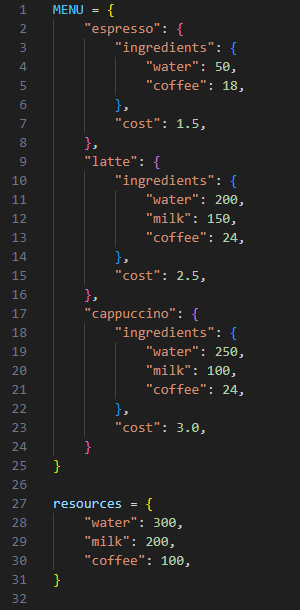 1 MENU = {
2     "espresso": {
3         "ingredients": {
4             "water": 50,
5             "coffee": 18,
6         },
7         "cost": 1.5,
8     },
9     "latte": {
10         "ingredients": {
11             "water": 200,
12             "milk": 150,
13             "coffee": 24,
14         },
15         "cost": 2.5,
16     },
17     "cappuccino": {
18         "ingredients": {
19             "water": 250,
20             "milk": 100,
21             "coffee": 24,
22         },
23         "cost": 3.0,
24     }
25 }
26
27 resources = {
28     "water": 300,
29     "milk": 200,
30     "coffee": 100,
31 }
32